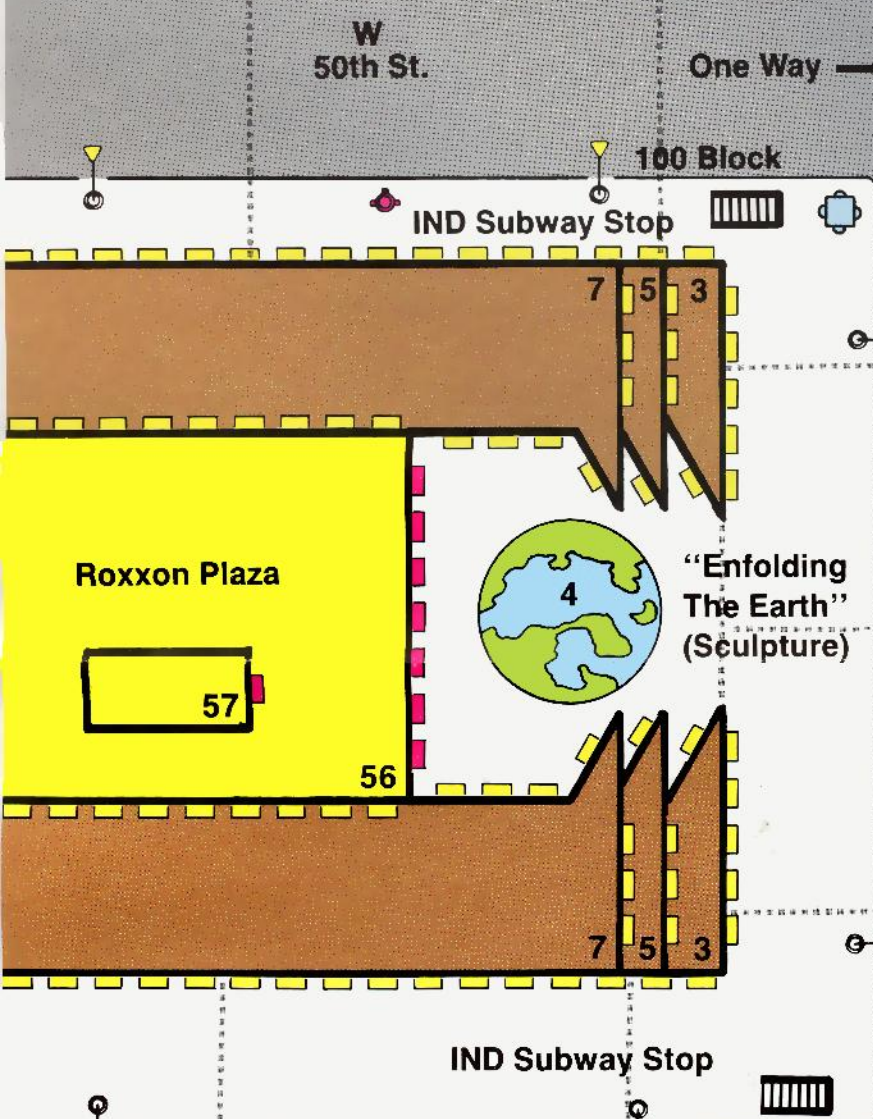 W
50th St.
One Way
100 Block
IND Subway Stop
7 5 3
Roxxon Plaza
4
“Enfolding
The Earth”
(Sculpture)
57
56
7 5 3
IND Subway Stop